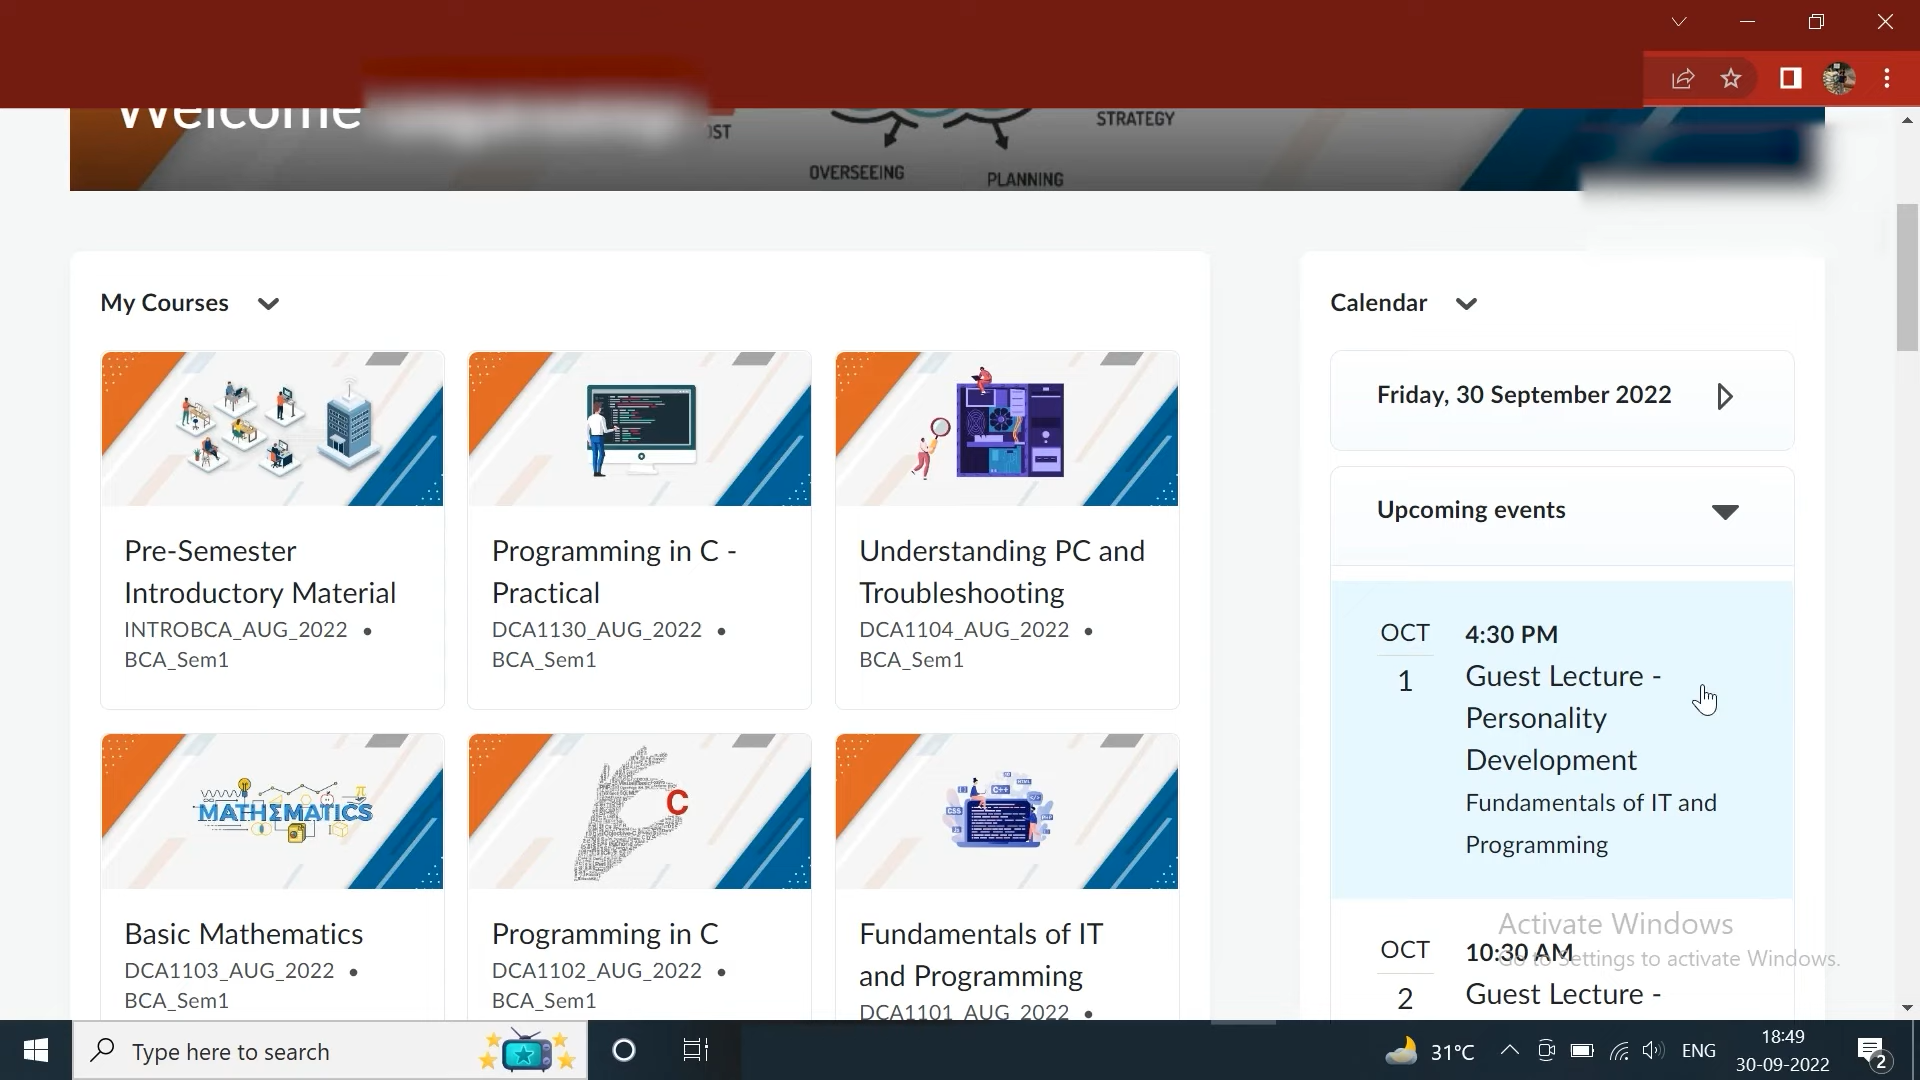 Welcome
OST
STRATEGY
OVERSEEING
PLANNING
My Courses
Pre-Semester
Introductory Material
INTROBCA_AUG_2022 •
BCA_Sem1
Programming in C -
Practical
DCA1130_AUG_2022 •
BCA_Sem1
Understanding PC and
Troubleshooting
DCA1104_AUG_2022 •
BCA_Sem1
MATHΣMATICS
Basic Mathematics
DCA1103_AUG_2022 •
BCA_Sem1
C
Programming in C
DCA1102_AUG_2022 •
BCA_Sem1
C++
CSS
Fundamentals of IT
and Programming
DCA1101_AUG_2022 •
Calendar
Friday, 30 September 2022
Upcoming events
OCT
1
4:30 PM
Guest Lecture -
Personality
Development
Fundamentals of IT and
Programming
OCT
2
10:30 AM
Guest Lecture -
Activate Windows
Go to Settings to activate Windows.
Type here to search
31°C
ENG
18:49
30-09-2022
2